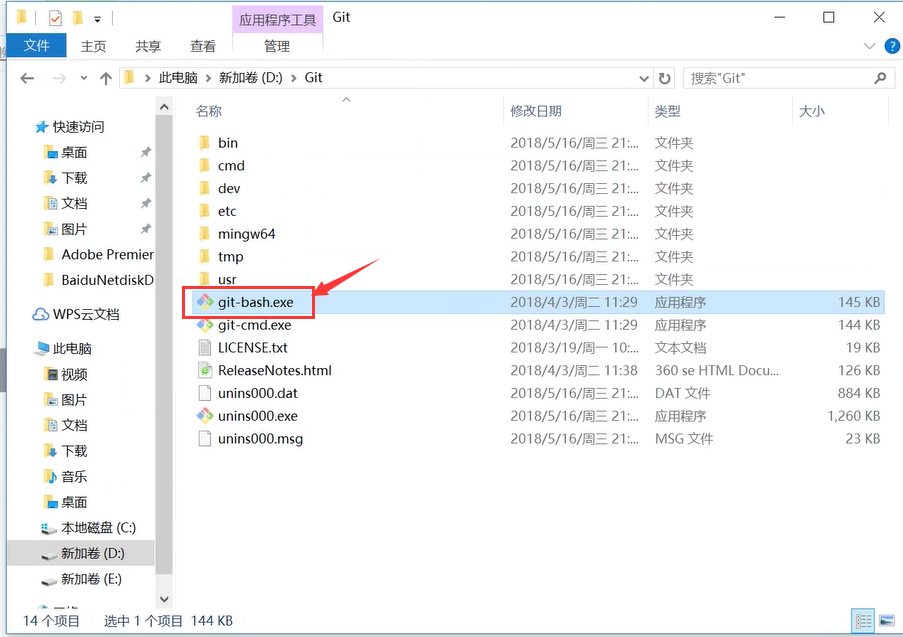 应用程序工具 Git
文件 主页 共享 查看 管理
此电脑 新加卷 (D:) Git 搜索"Git"
名称 修改日期 类型 大小
快速访问
桌面
下载
文档
图片
Adobe Premier
BaiduNetdiskD
WPS云文档
此电脑
视频
图片
文档
下载
音乐
桌面
本地磁盘 (C:)
新加卷 (D:)
新加卷 (E:)
bin 2018/5/16/周三 21:... 文件夹
cmd 2018/5/16/周三 21:... 文件夹
dev 2018/5/16/周三 21:... 文件夹
etc 2018/5/16/周三 21:... 文件夹
mingw64 2018/5/16/周三 21:... 文件夹
tmp 2018/5/16/周三 21:... 文件夹
usr 2018/5/16/周三 21:... 文件夹
git-bash.exe 2018/4/3/周二 11:29 应用程序 145 KB
git-cmd.exe 2018/4/3/周二 11:29 应用程序 144 KB
LICENSE.txt 2018/3/19/周一 10:... 文本文档 19 KB
ReleaseNotes.html 2018/4/3/周二 11:38 360 se HTML Docu... 126 KB
unins000.dat 2018/5/16/周三 21:... DAT 文件 884 KB
unins000.exe 2018/5/16/周三 21:... 应用程序 1,260 KB
unins000.msg 2018/5/16/周三 21:... MSG 文件 23 KB
14 个项目 选中 1 个项目 144 KB